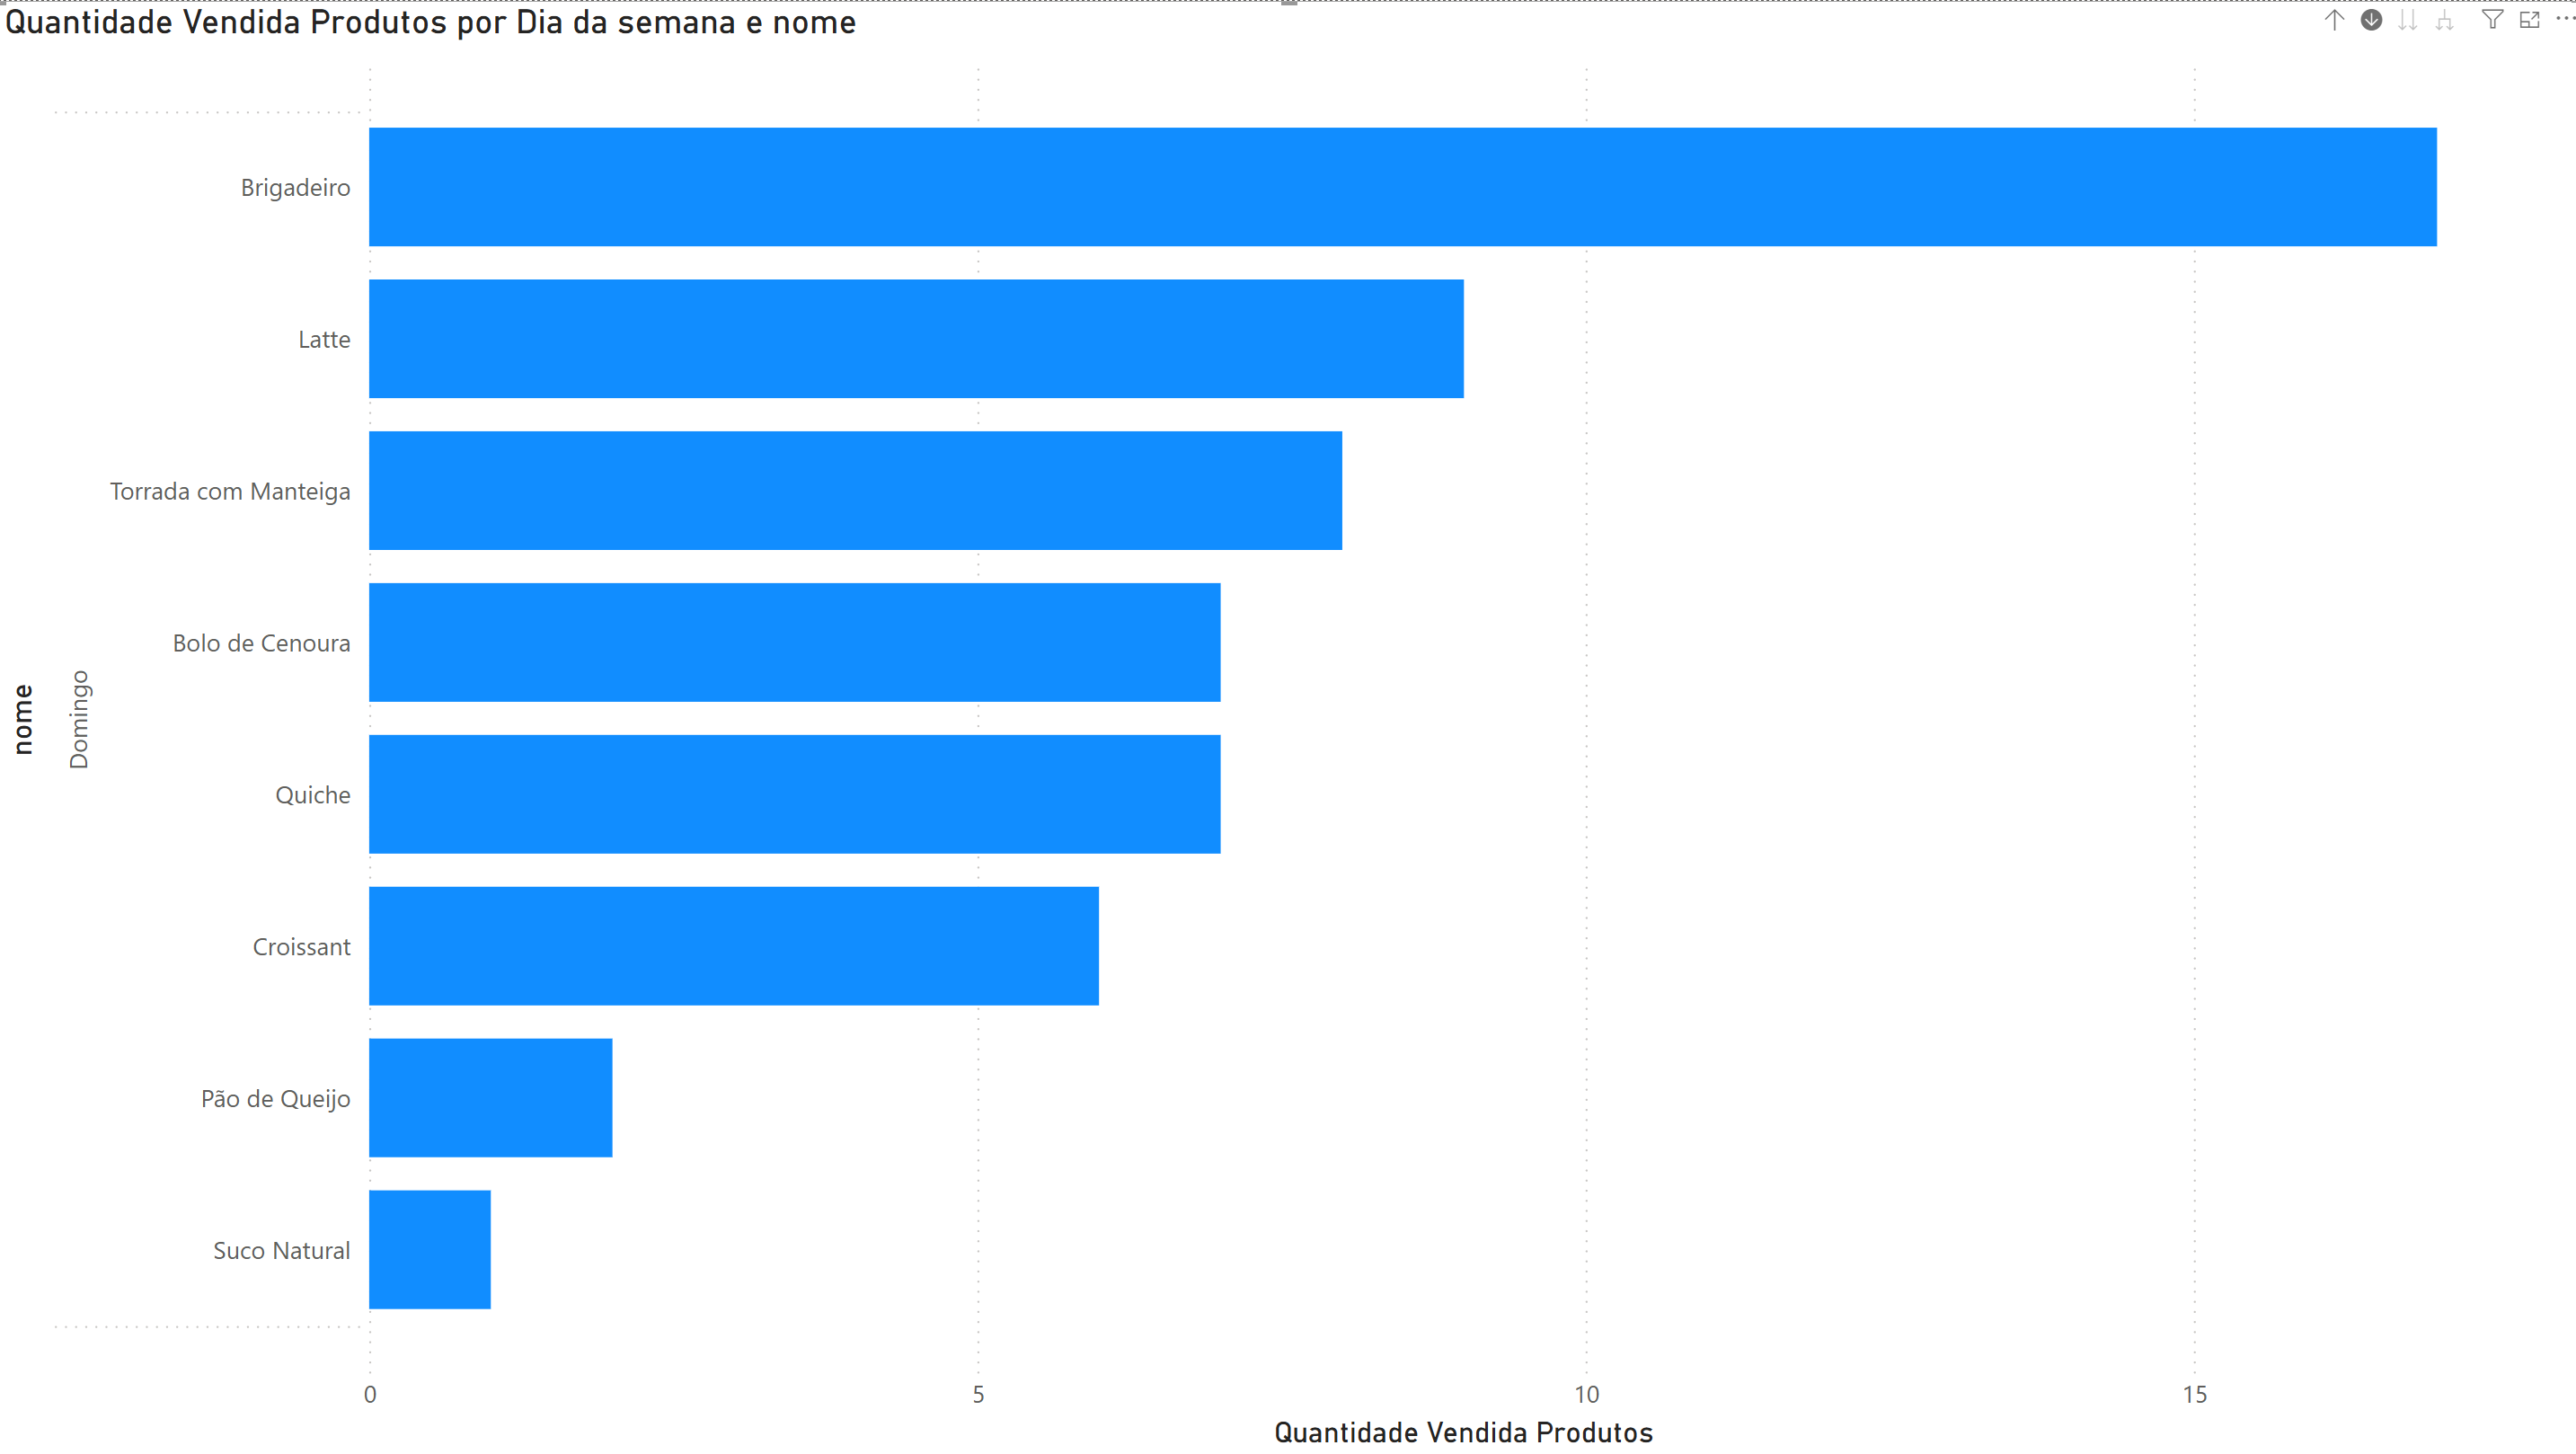 Quantidade Vendida Produtos por Dia da semana e nome
Brigadeiro
Latte
Torrada com Manteiga
Bolo de Cenoura
Quiche
Croissant
Pão de Queijo
Suco Natural
nome
Domingo
0 5 10 15
Quantidade Vendida Produtos